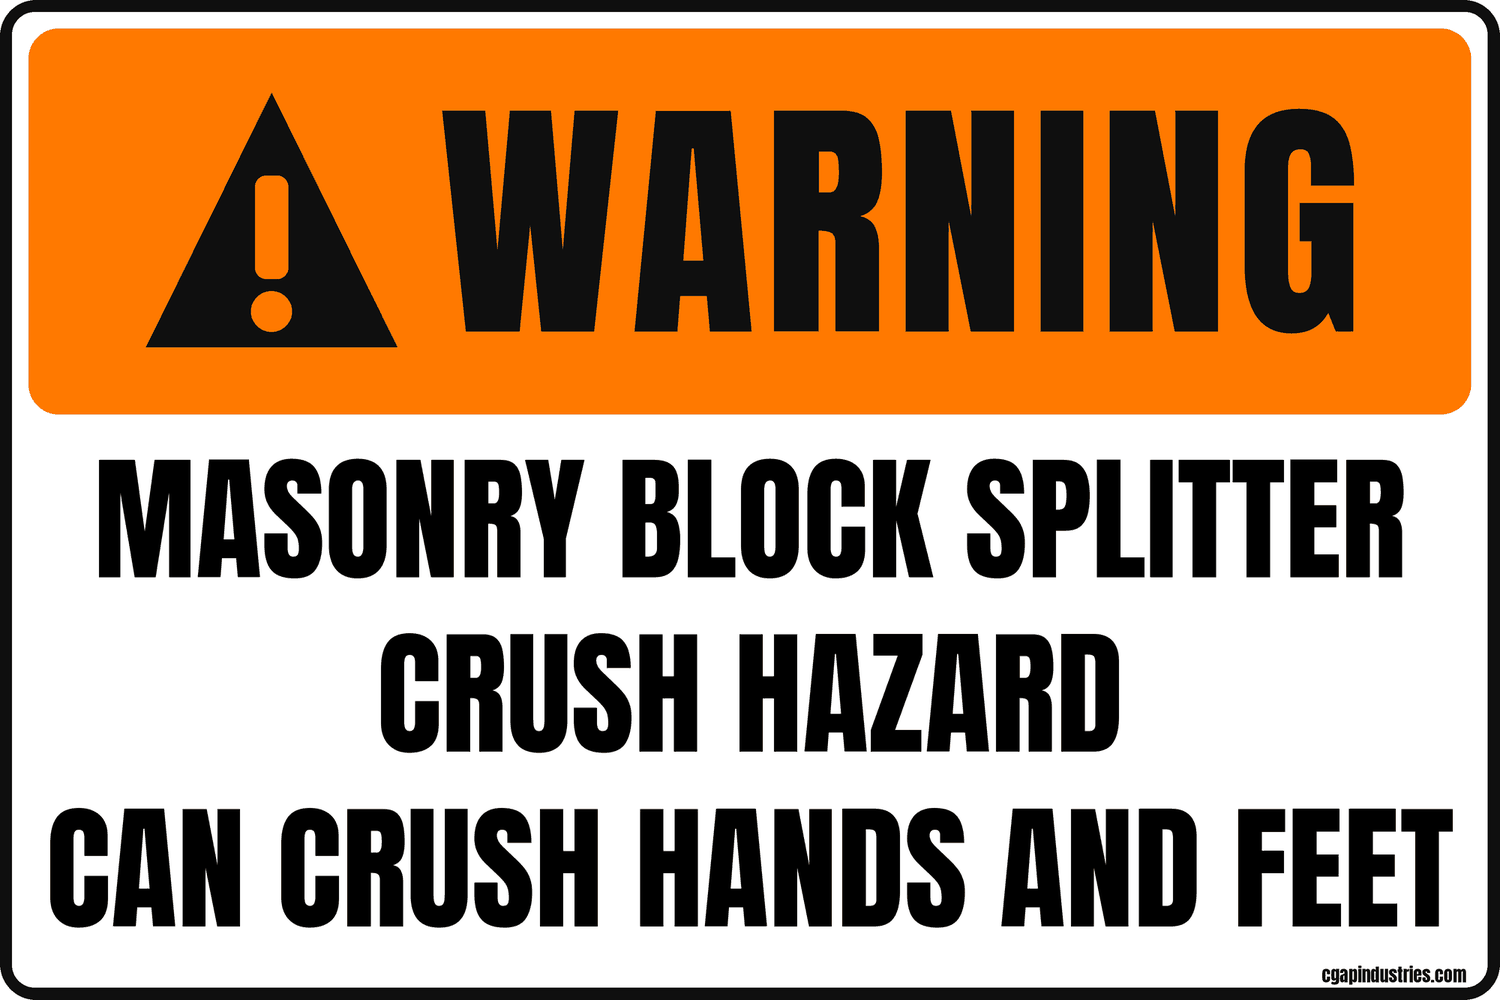 WARNING
MASONRY BLOCK SPLITTER
CRUSH HAZARD
CAN CRUSH HANDS AND FEET
cgapindustries.com